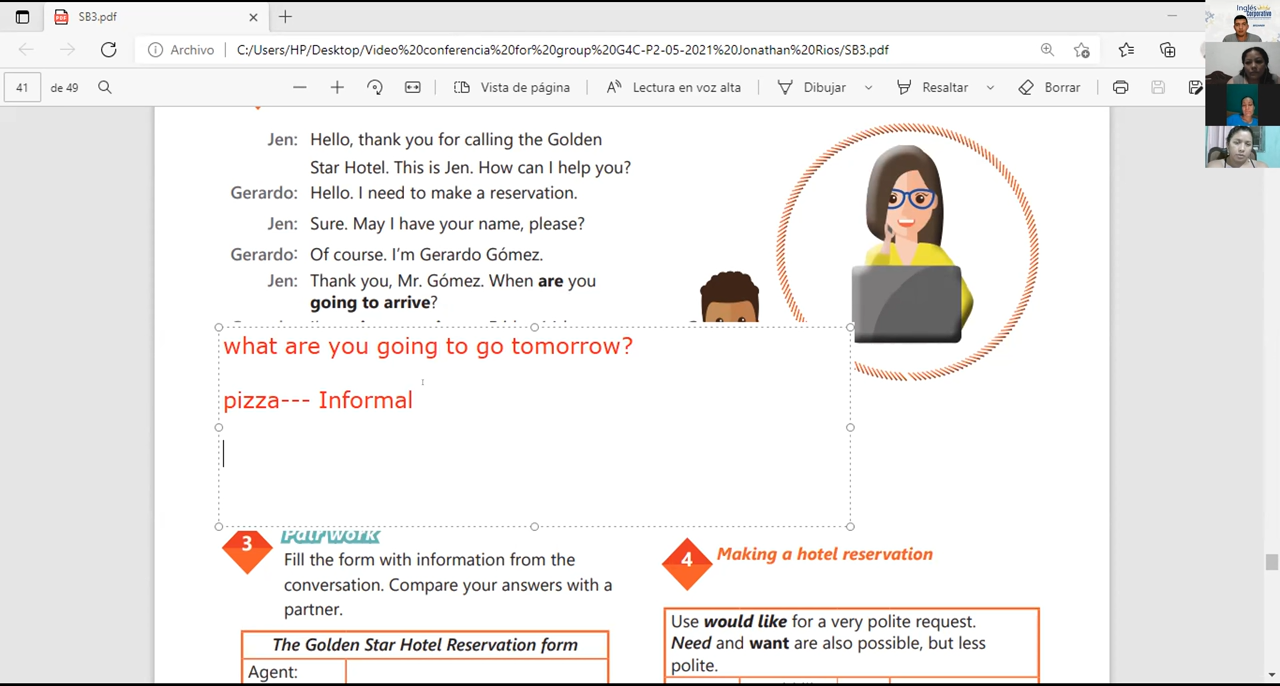 SB3.pdf
Archivo C:/Users/HP/Desktop/Video%20conferencia%20for%20group%20G4C-P2-05-2021%20Jonathan%20Rios/SB3.pdf
41 de 49 Vista de página Lectura en voz alta Dibujar Resaltar Borrar
Inglés
Corporativo
Jen: Hello, thank you for calling the Golden
Star Hotel. This is Jen. How can I help you?
Gerardo: Hello. I need to make a reservation.
Jen: Sure. May I have your name, please?
Gerardo: Of course. I'm Gerardo Gómez.
Jen: Thank you, Mr. Gómez. When are you
going to arrive?
what are you going to go tomorrow?
pizza--- Informal
3 Pair work
Fill the form with information from the
conversation. Compare your answers with a
partner.
The Golden Star Hotel Reservation form
Agent:
4 Making a hotel reservation
Use would like for a very polite request.
Need and want are also possible, but less
polite.